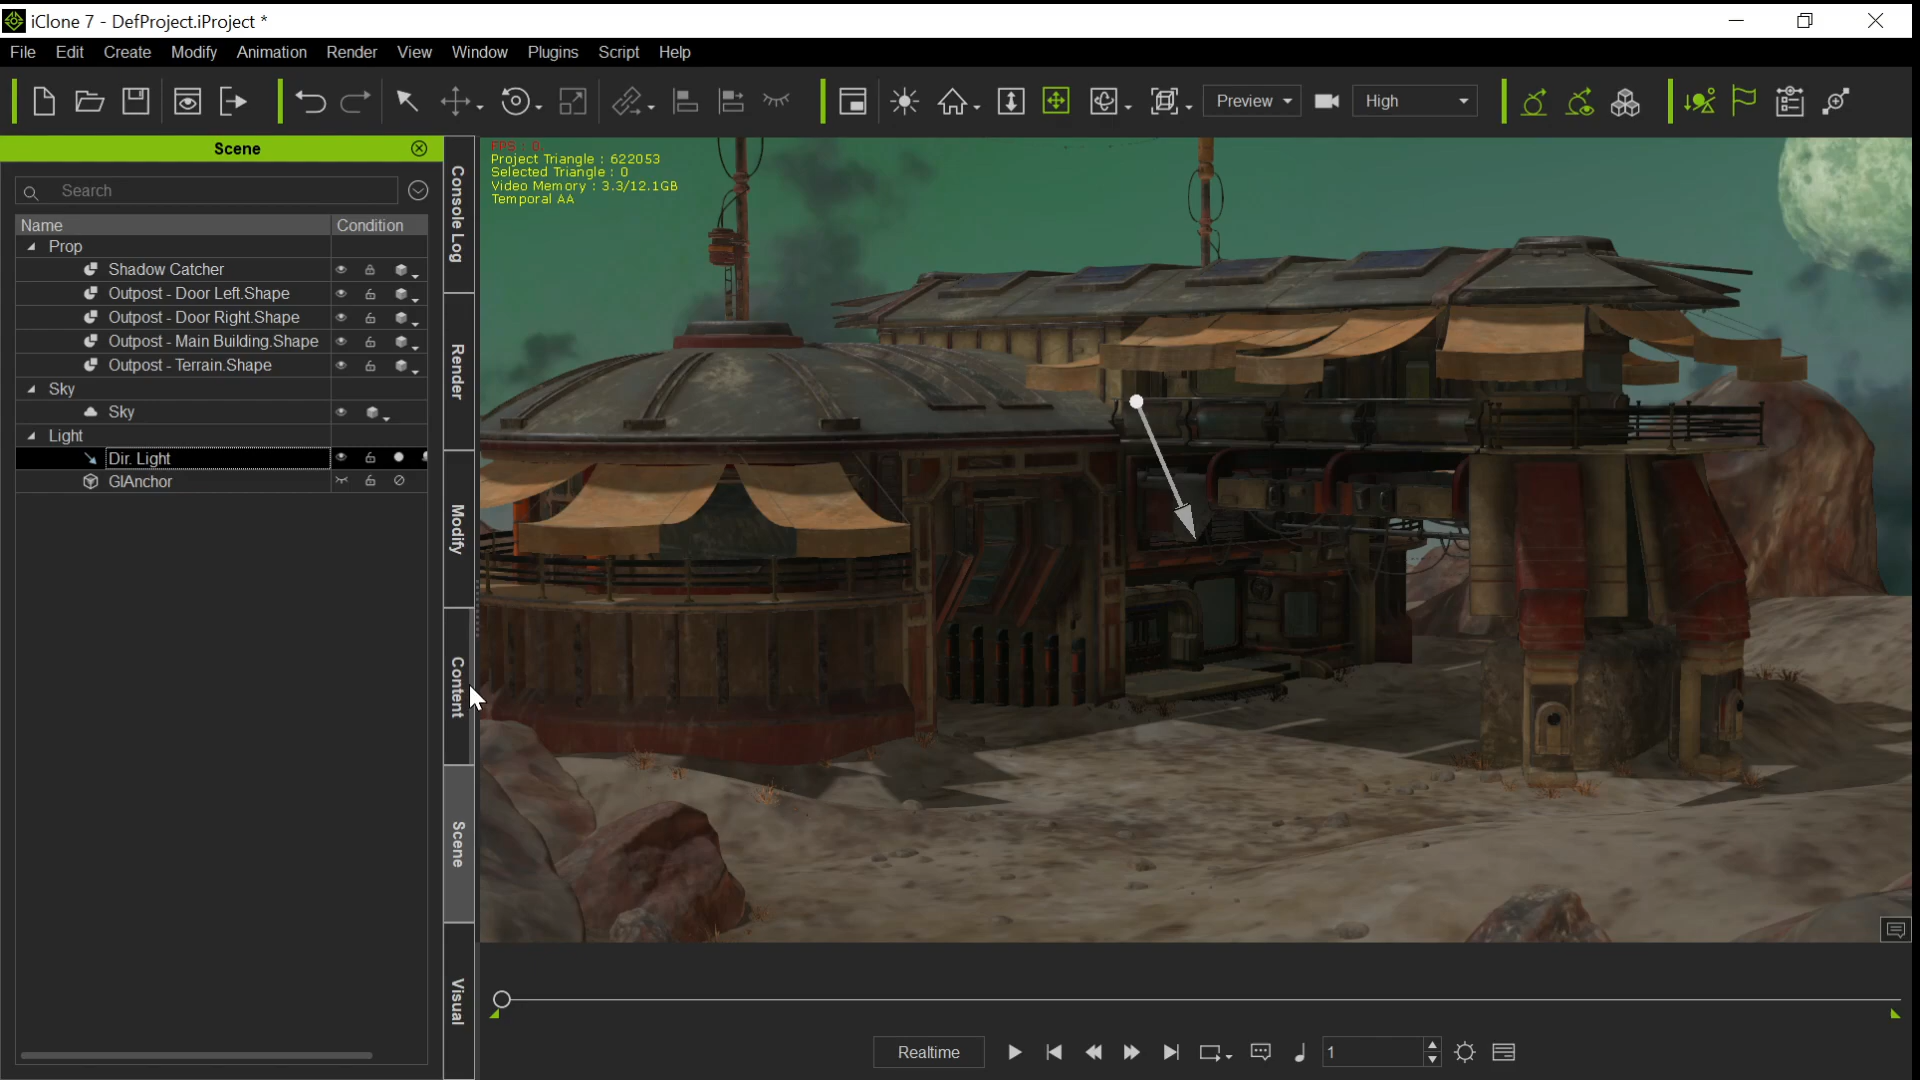 iClone 7 - DefProject.iProject *
File Edit Create Modify Animation Render View Window Plugins Script Help
Preview High
Scene
Search
Name Condition
Prop
Shadow Catcher
Outpost - Door Left.Shape
Outpost - Door Right.Shape
Outpost - Main Building.Shape
Outpost - Terrain.Shape
Sky
Sky
Light
Dir. Light
GIAnchor
Console Log
Render
Modify
Content
Scene
Visual
FPS : 0
Project Triangle : 622053
Selected Triangle : 0
Video Memory : 3.3/12.1GB
Temporal AA
Realtime 1